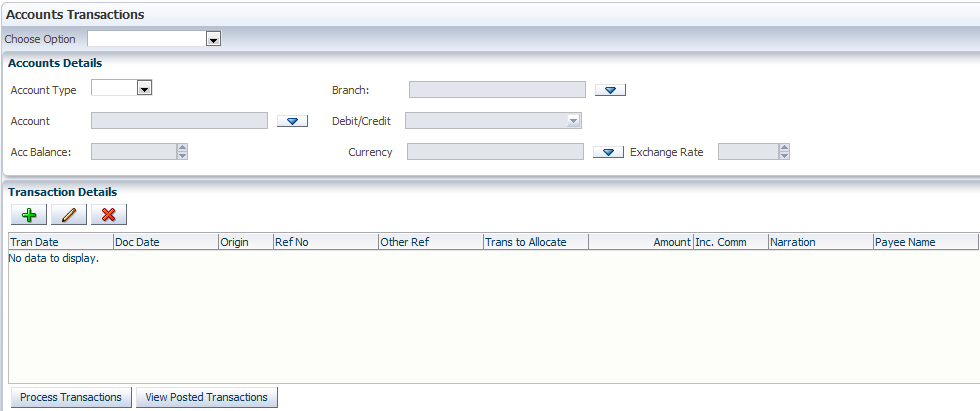 Accounts Transactions
Choose Option
Accounts Details
Account Type Branch:
Account Debit/Credit
Acc Balance: Currency Exchange Rate
Transaction Details
Tran Date Doc Date Origin Ref No Other Ref Trans to Allocate Amount Inc. Comm Narration Payee Name
No data to display.
Process Transactions View Posted Transactions